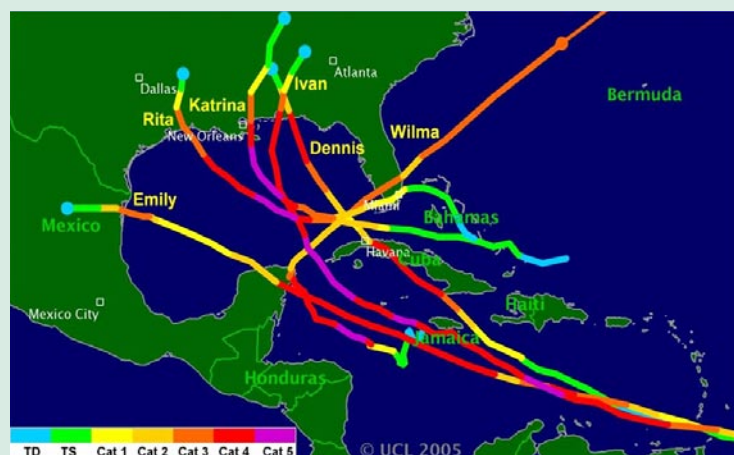 Atlanta
Dallas
Ivan
Katrina
Rita
New Orleans
Bermuda
Wilma
Dennis
Emily
Mexico
Miami
Bahamas
Havana
Cuba
Mexico City
Haiti
Jamaica
Honduras
© UCL 2005
TD TS Cat 1 Cat 2 Cat 3 Cat 4 Cat 5